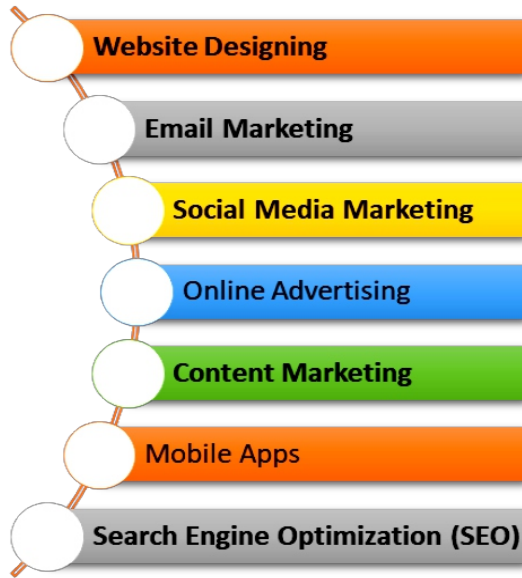 Website Designing
Email Marketing
Social Media Marketing
Online Advertising
Content Marketing
Mobile Apps
Search Engine Optimization (SEO)